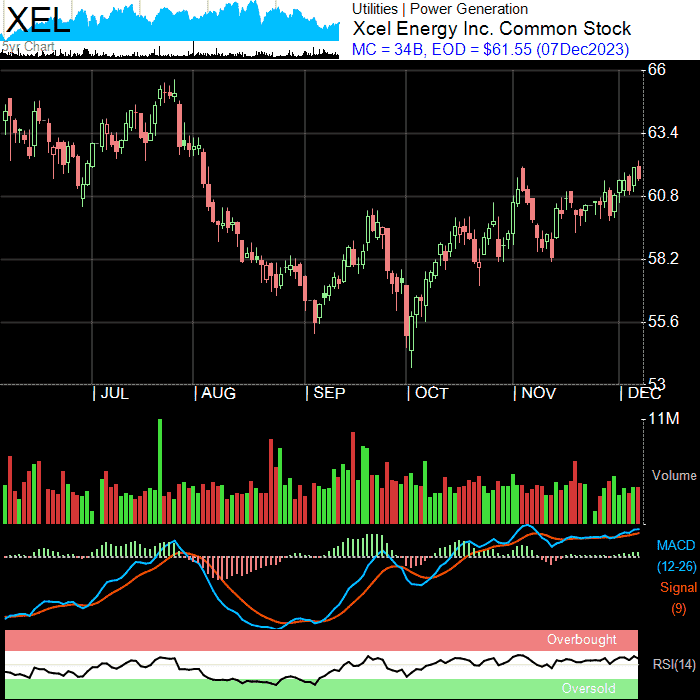 XEL
5yr Chart
Utilities | Power Generation
Xcel Energy Inc. Common Stock
MC = 34B, EOD = $61.55 (07Dec2023)
66
63.4
60.8
58.2
55.6
53
| JUL | AUG | SEP | OCT | NOV | DEC
11M
Volume
MACD
(12-26)
Signal
(9)
Overbought
RSI(14)
Oversold